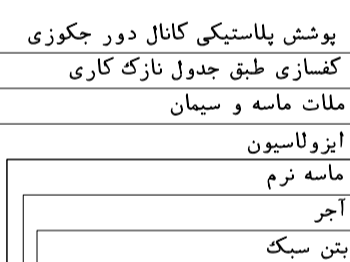 پوشش پلاستیکی کانال دور جکوزی
کفسازی طبق جدول نازک کاری
ملات ماسه و سیمان
ایزولاسیون
ماسه نرم
آجر
بتن سبک